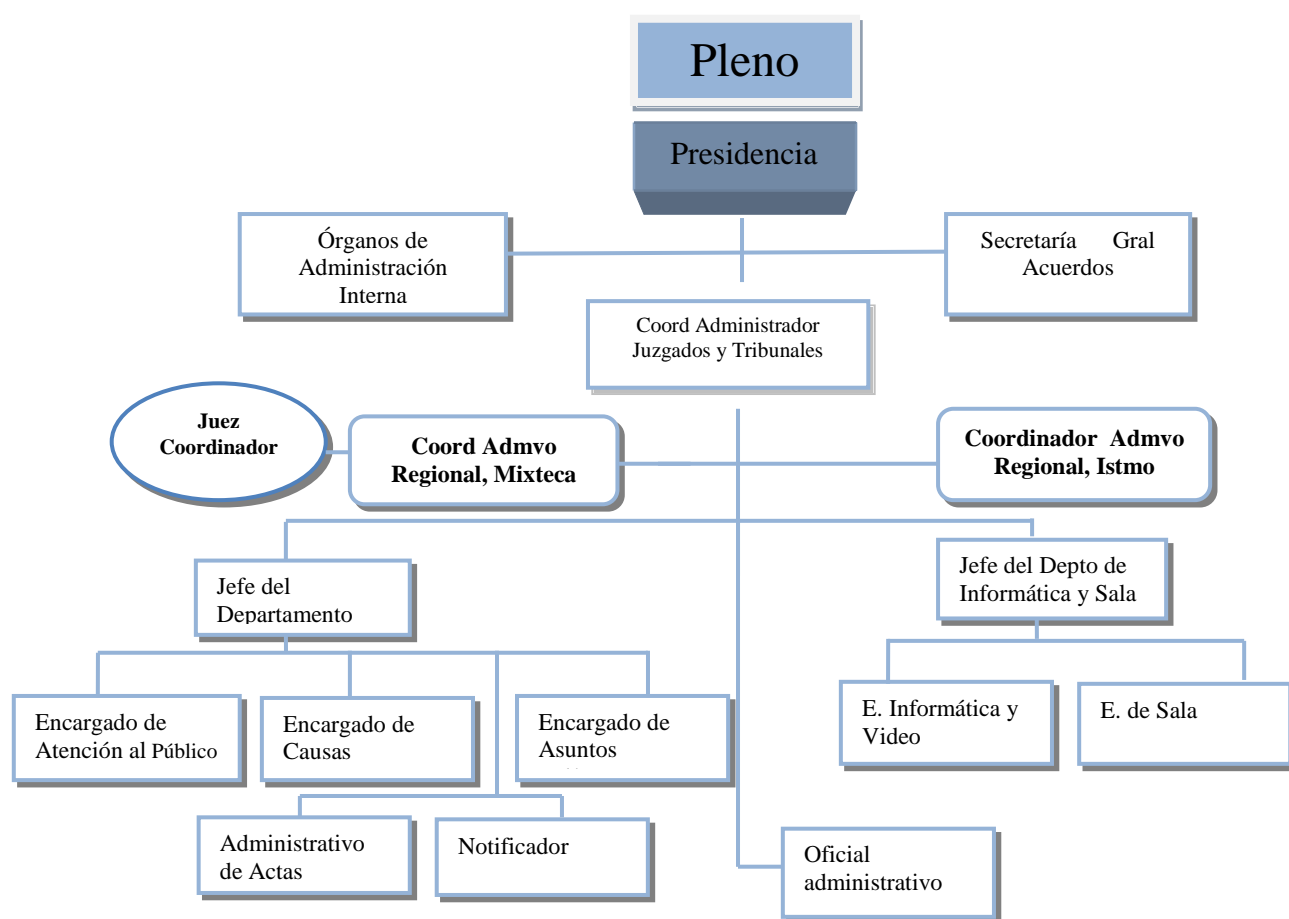 Pleno
Presidencia
Órganos de
Administración
Interna
Secretaría Gral
Acuerdos
Coord Administrador
Juzgados y Tribunales
Juez
Coordinador
Coord Admvo
Regional, Mixteca
Coordinador Admvo
Regional, Istmo
Jefe del
Departamento
Jefe del Depto de
Informática y Sala
Encargado de
Atención al Público
Encargado de
Causas
Encargado de
Asuntos
E. Informática y
Video
E. de Sala
Administrativo
de Actas
Notificador
Oficial
administrativo